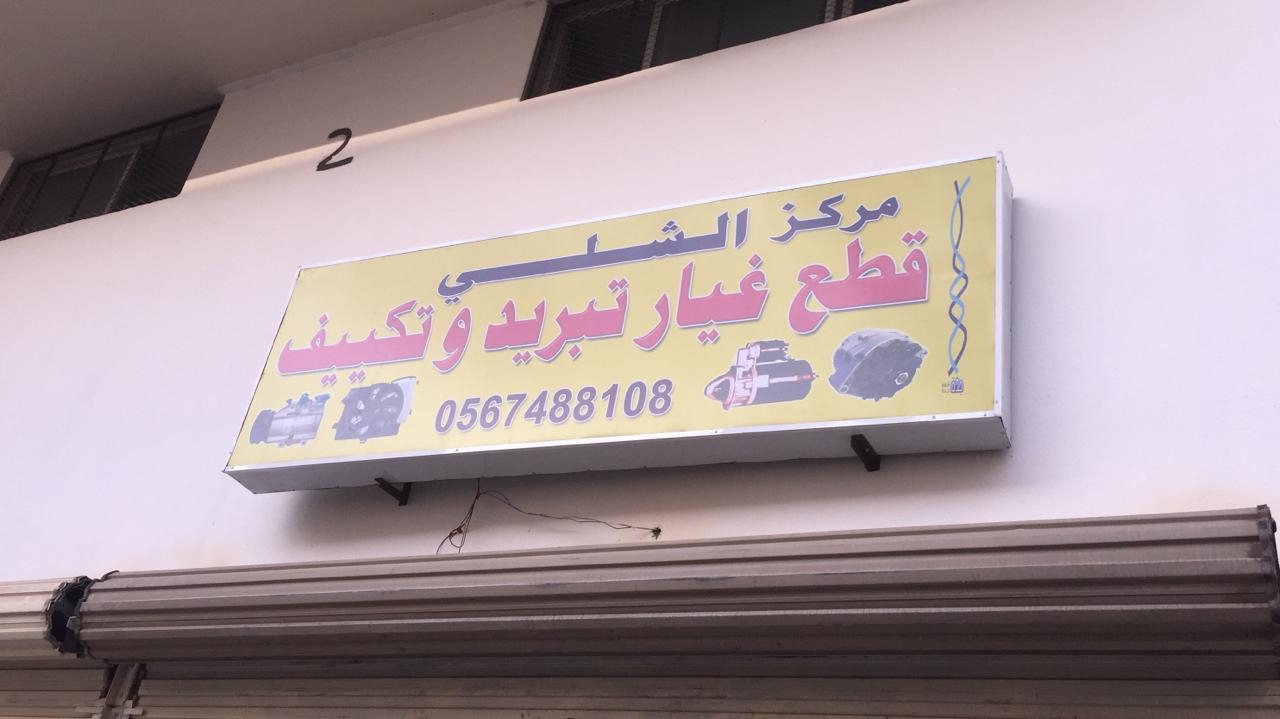 2
مركز الشلي
قطع غيار تبريد وتكييف
0567488108